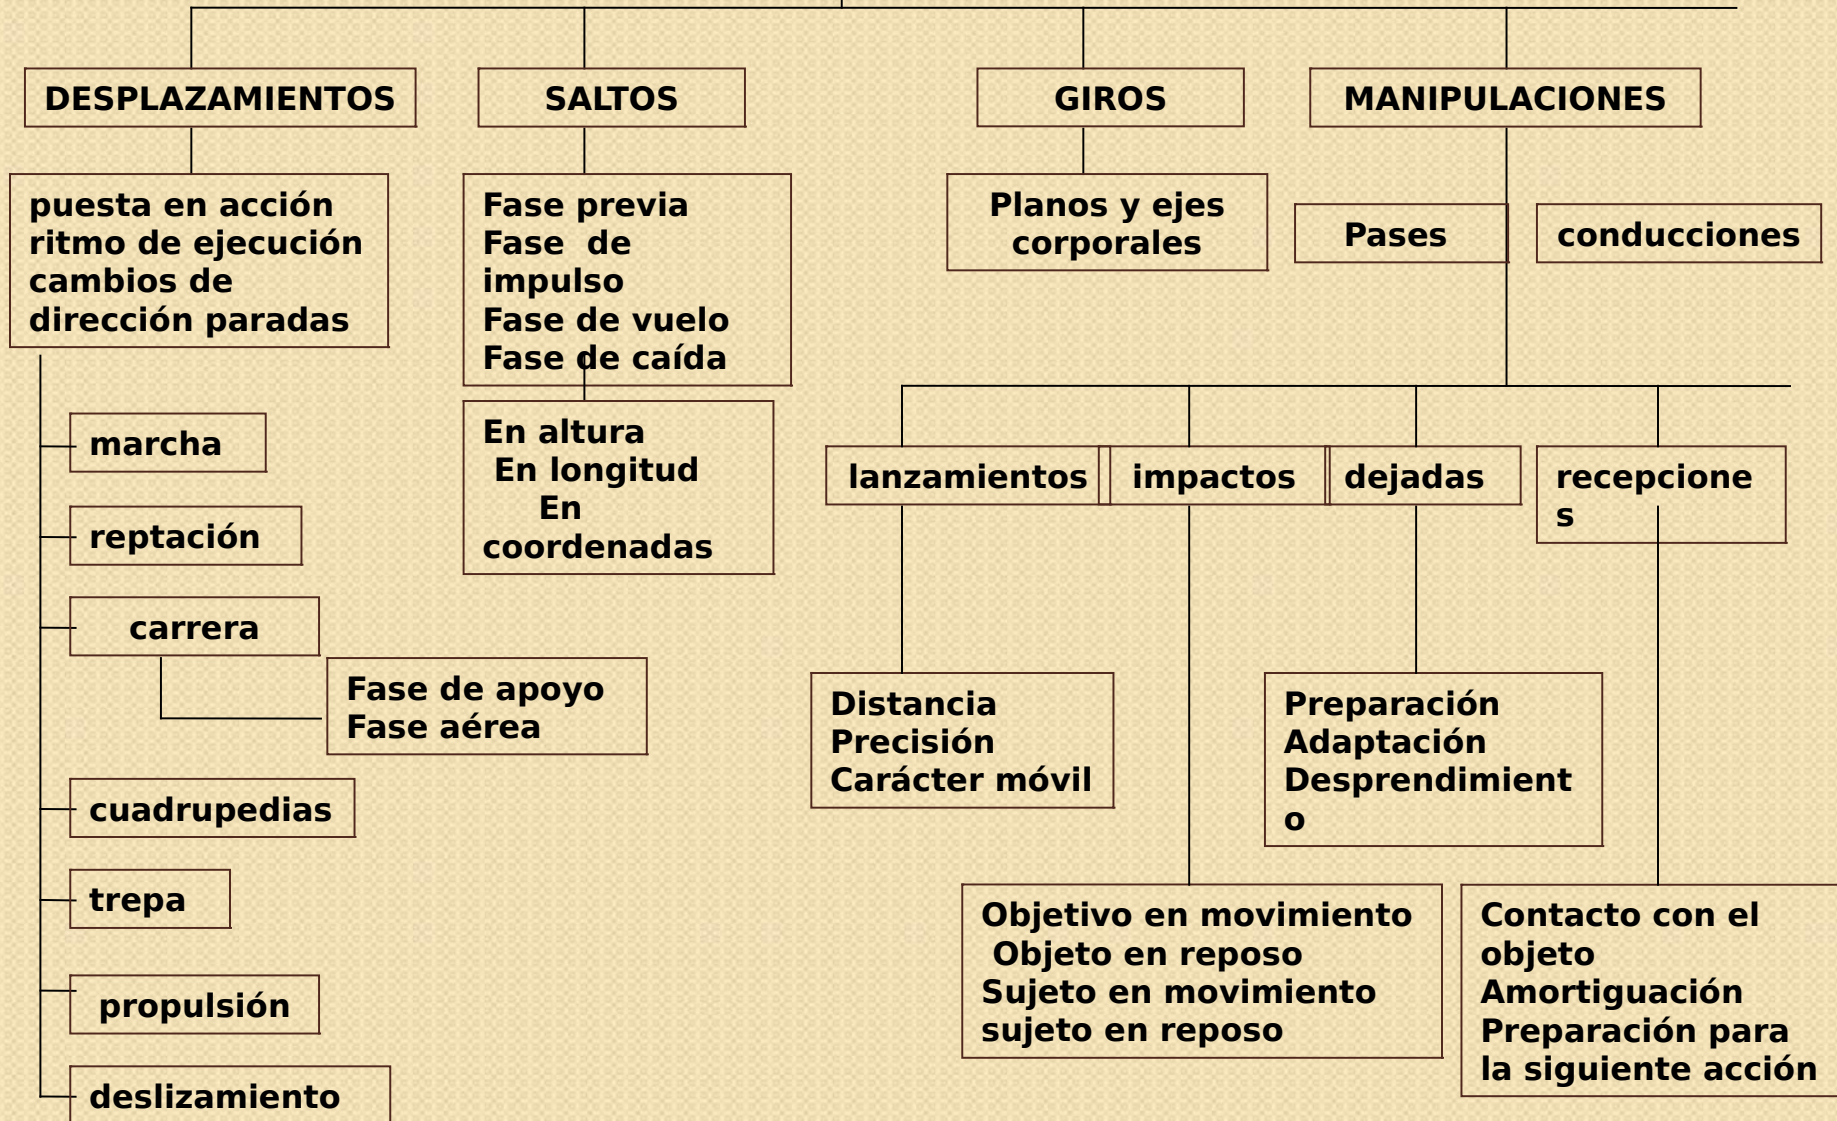 DESPLAZAMIENTOS
SALTOS
GIROS
MANIPULACIONES
puesta en acción
ritmo de ejecución
cambios de
dirección paradas
Fase previa
Fase  de
impulso
Fase de vuelo
Fase de caída
Planos y ejes
corporales
Pases
conducciones
marcha
reptación
carrera
Fase de apoyo
Fase aérea
cuadrupedias
trepa
propulsión
deslizamiento
En altura
En longitud
En
coordenadas
lanzamientos
impactos
dejadas
recepcione
s
Distancia
Precisión
Carácter móvil
Preparación
Adaptación
Desprendimient
o
Objetivo en movimiento
Objeto en reposo
Sujeto en movimiento
sujeto en reposo
Contacto con el
objeto
Amortiguación
Preparación para
la siguiente acción